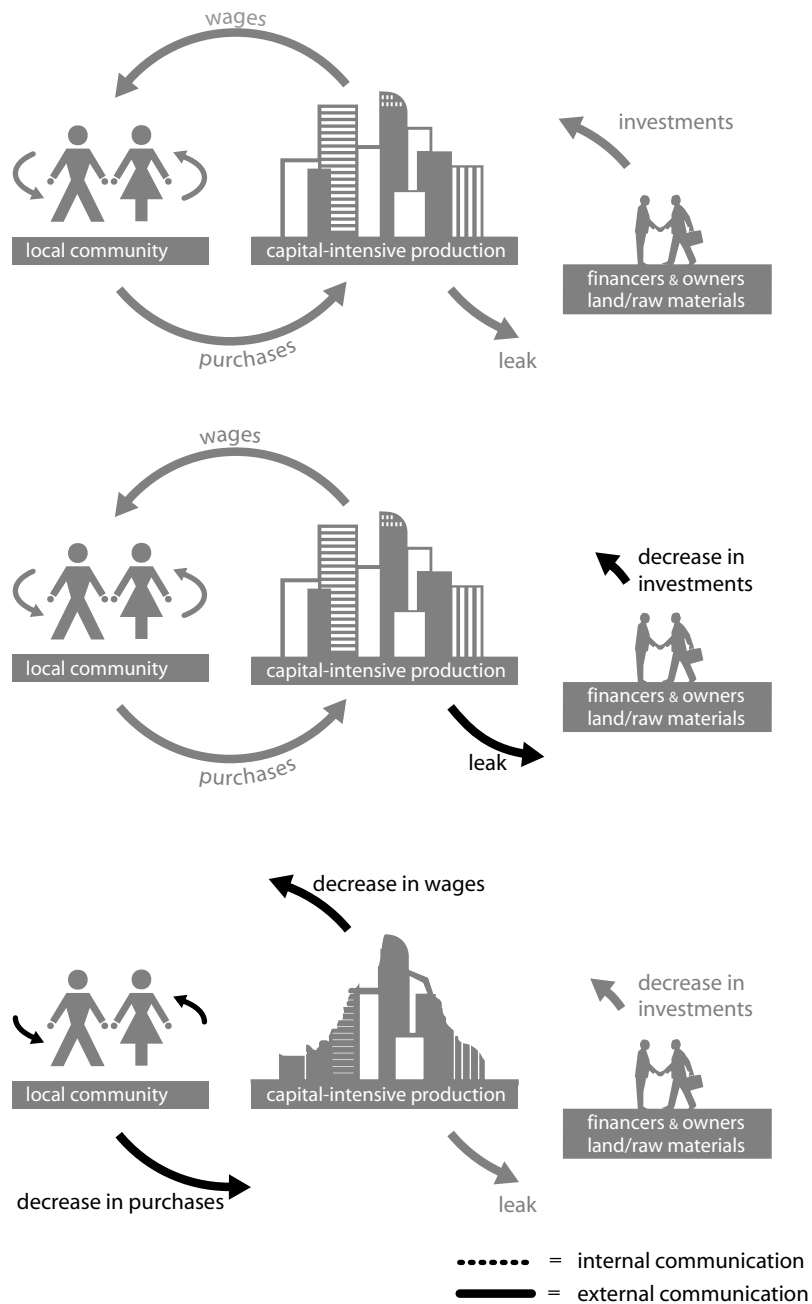 wages
investments
local community
capital-intensive production
financers & owners
land/raw materials
purchases
leak
wages
decrease in
investments
local community
capital-intensive production
financers & owners
land/raw materials
purchases
leak
decrease in wages
decrease in
investments
local community
capital-intensive production
financers & owners
land/raw materials
decrease in purchases
leak
= internal communication
= external communication